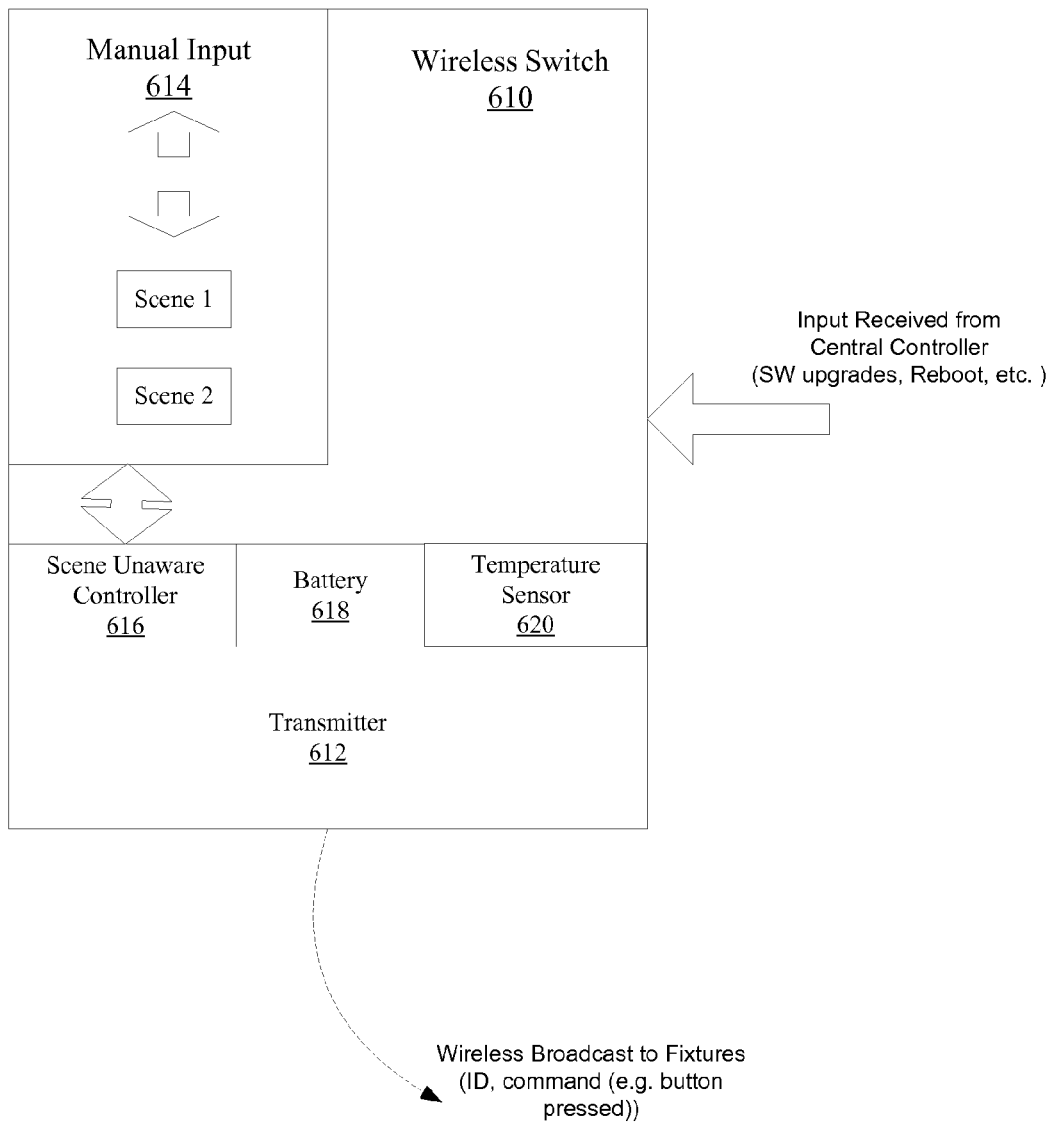 Manual Input
614
Wireless Switch
610
Scene 1
Scene 2
Input Received from
Central Controller
(SW upgrades, Reboot, etc. )
Scene Unaware
Controller
616
Battery
618
Temperature
Sensor
620
Transmitter
612
Wireless Broadcast to Fixtures
(ID, command (e.g. button
pressed))